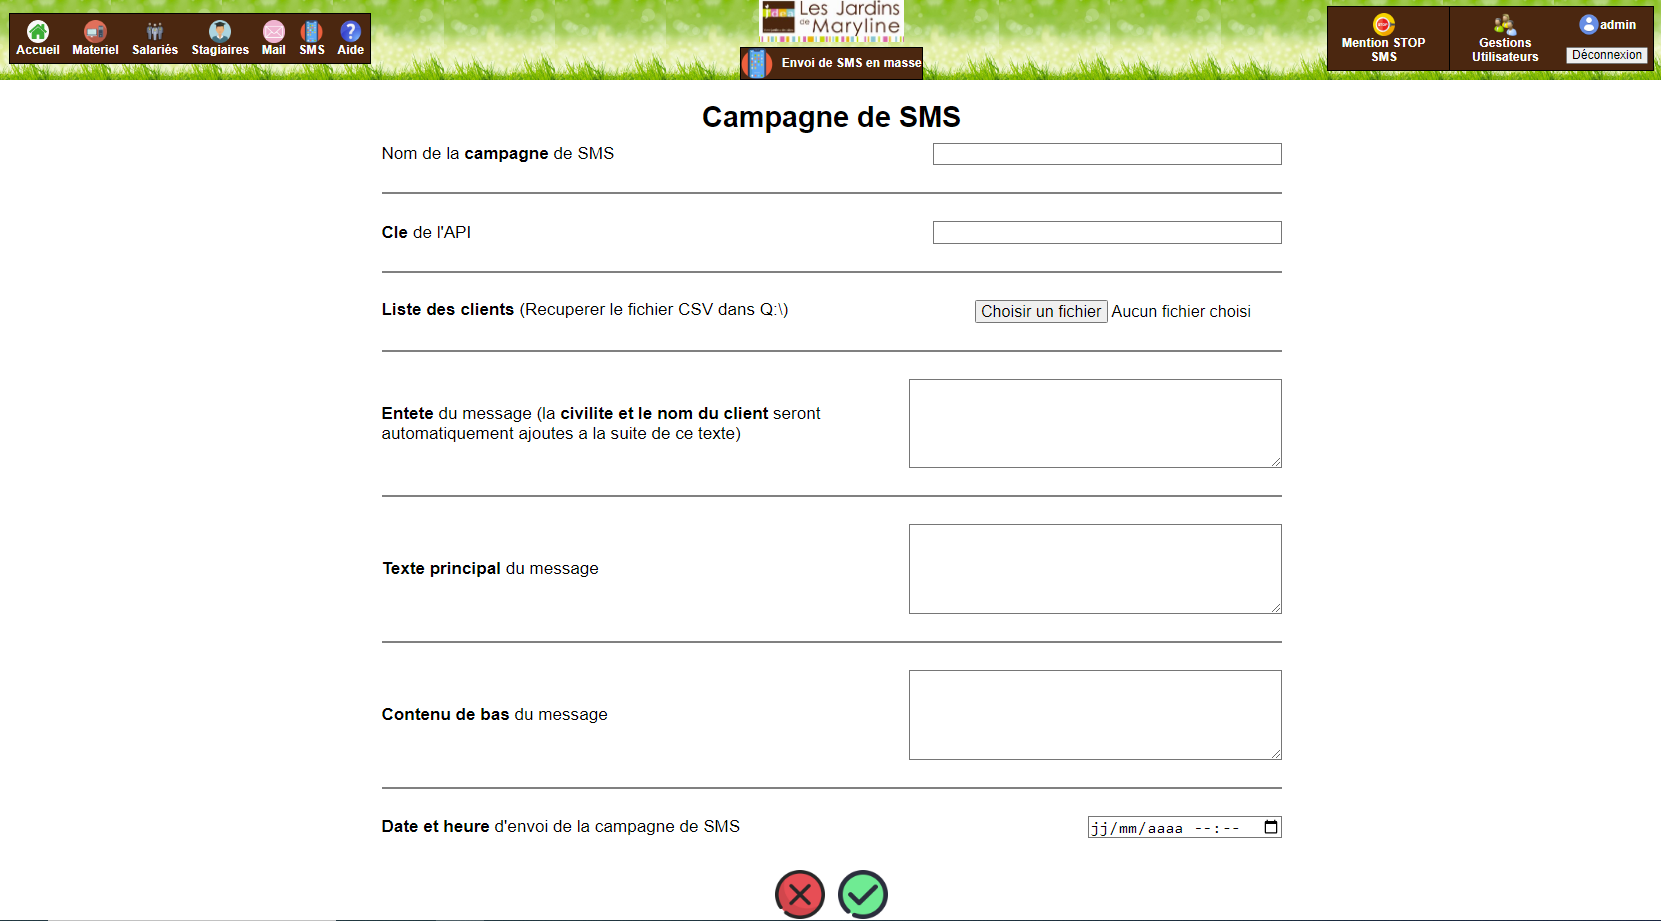 Accueil Materiel Salariés Stagiaires Mail SMS Aide
idea
Les Jardins
de Maryline
Envoi de SMS en masse
Mention STOP
SMS
Gestions
Utilisateurs
admin
Déconnexion
Campagne de SMS
Nom de la campagne de SMS
Cle de l'API
Liste des clients (Recuperer le fichier CSV dans Q:\)
Choisir un fichier Aucun fichier choisi
Entete du message (la civilite et le nom du client seront
automatiquement ajoutes a la suite de ce texte)
Texte principal du message
Contenu de bas du message
Date et heure d'envoi de la campagne de SMS
jj/mm/aaaa --:--